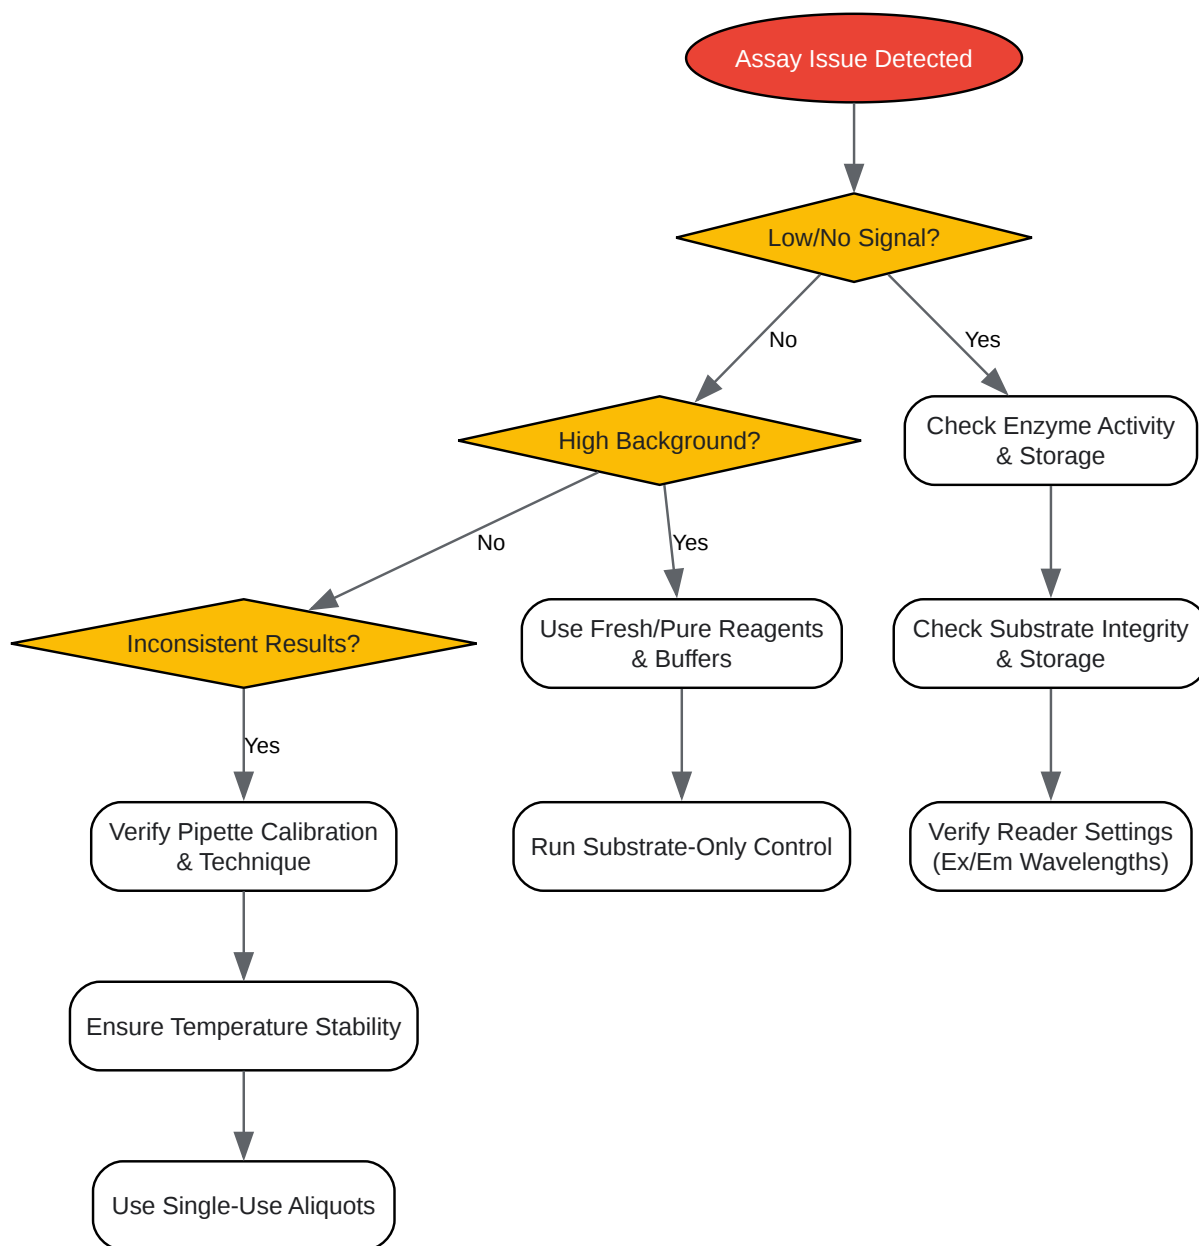 Assay Issue Detected
Low/No Signal?
No
Yes
High Background?
Check Enzyme Activity
& Storage
No
Yes
Inconsistent Results?
Use Fresh/Pure Reagents
& Buffers
Check Substrate Integrity
& Storage
Yes
Verify Pipette Calibration
& Technique
Run Substrate-Only Control
Verify Reader Settings
(Ex/Em Wavelengths)
Ensure Temperature Stability
Use Single-Use Aliquots